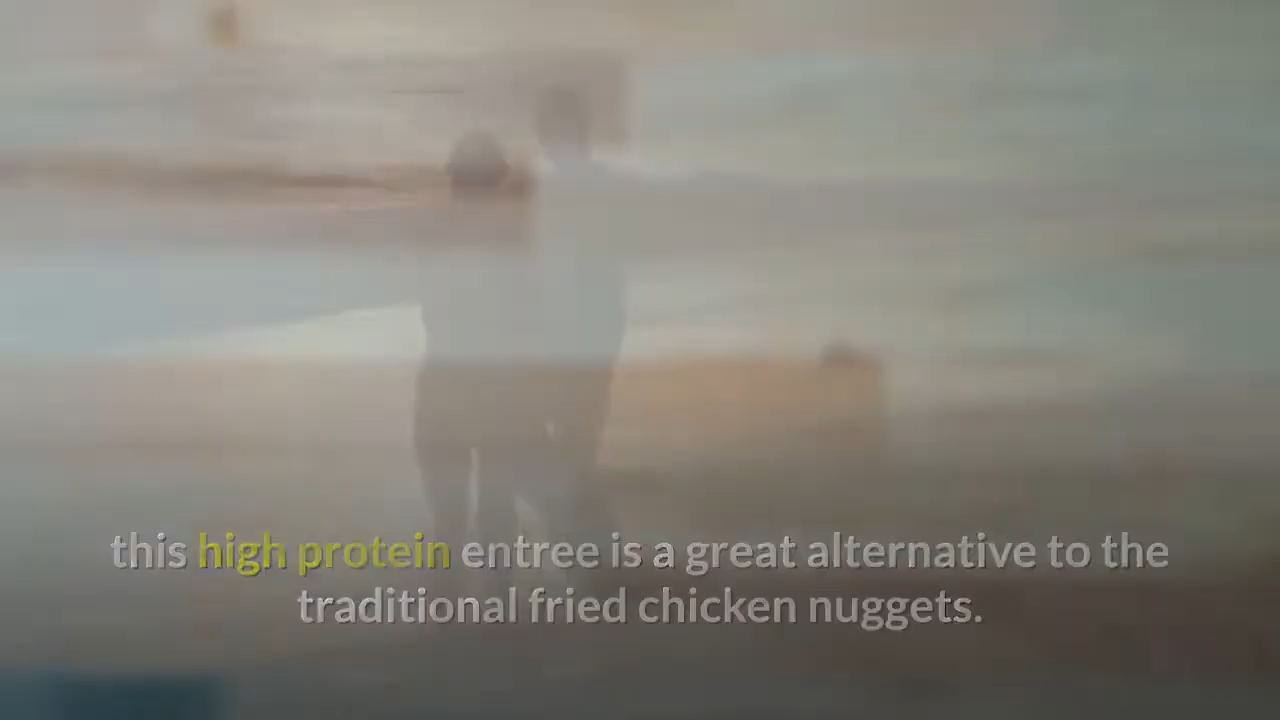 this high protein entree is a great alternative to the
traditional fried chicken nuggets.